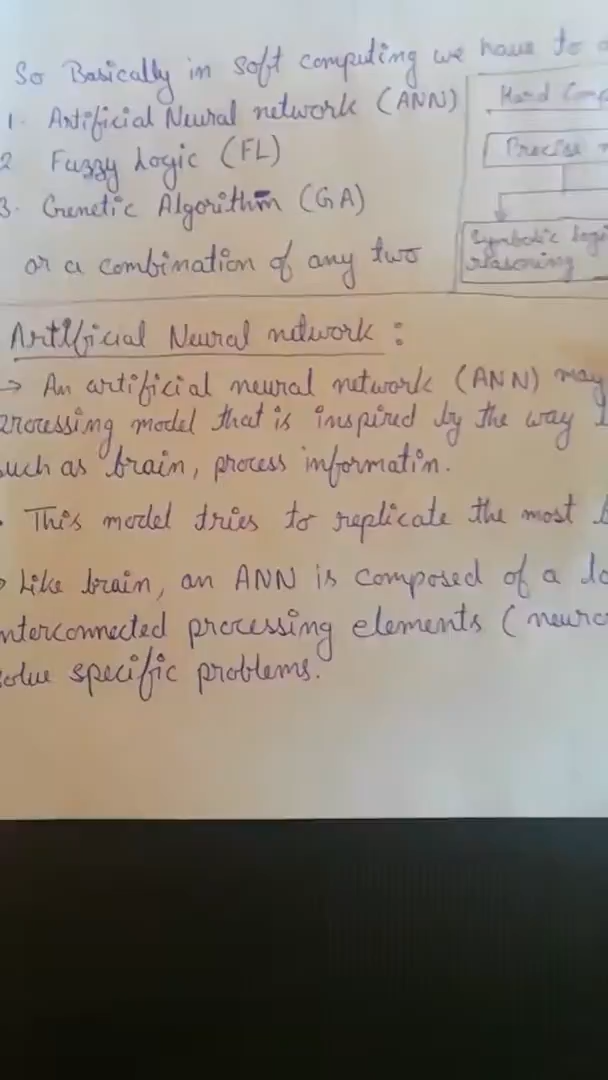 So Basically in soft computing we have to
1. Artificial Neural network (ANN)
2 Fuzzy Logic (FL)
3. Genetic Algorithm (GA)
or a combination of any two
Hard Comp
Precise
Symbolic logi
reasoning
Artificial Neural network :
→ An artificial neural network (ANN) may
processing model that is inspired by the way
such as brain, process informatin.
This model tries to replicate the most
Like brain, an ANN is composed of a
interconnected processing elements (neuro
solve specific problems.